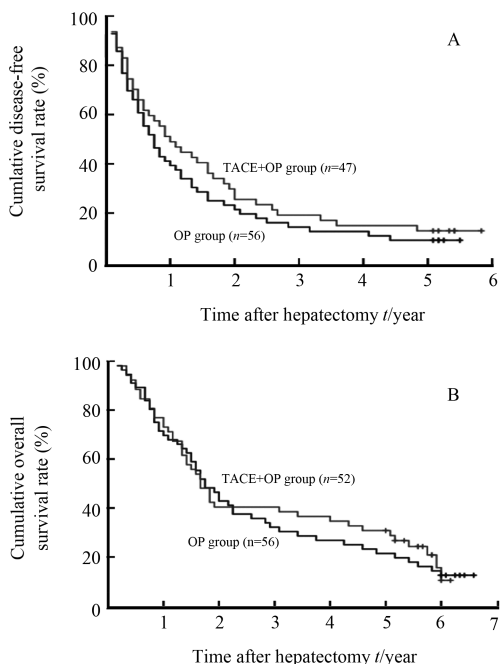 Cumlative disease-free
survival rate (%)
100
80
60
40
20
0
A
TACE+OP group (n=47)
OP group (n=56)
1 2 3 4 5 6
Time after hepatectomy t/year
Cumulative overall
survival rate (%)
100
80
60
40
20
0
B
TACE+OP group (n=52)
OP group (n=56)
1 2 3 4 5 6 7
Time after hepatectomy t/year